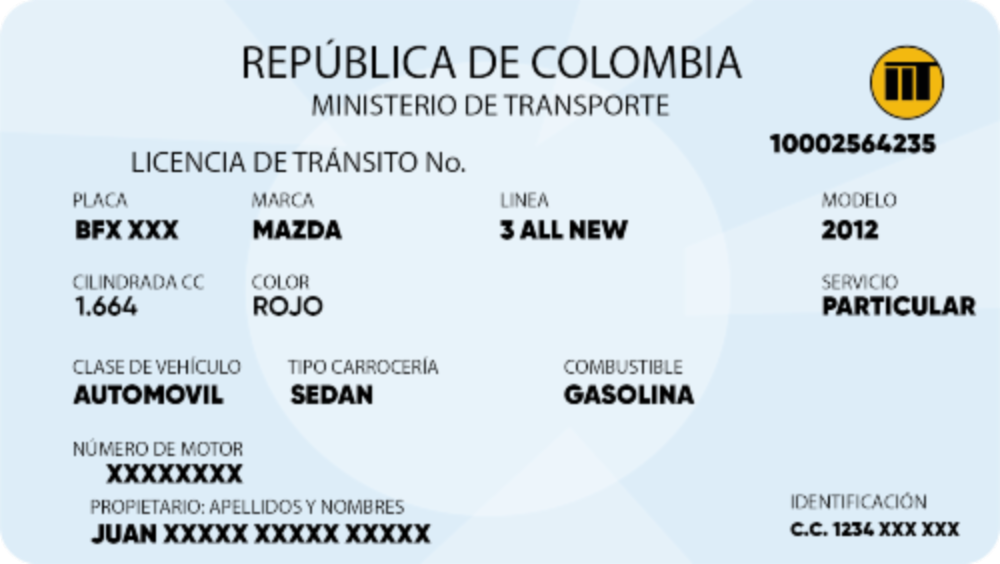 REPÚBLICA DE COLOMBIA
MINISTERIO DE TRANSPORTE
10002564235
LICENCIA DE TRÁNSITO No.
PLACA MARCA LINEA MODELO
BFX XXX MAZDA 3 ALL NEW 2012
CILINDRADA CC COLOR SERVICIO
1.664 ROJO PARTICULAR
CLASE DE VEHÍCULO TIPO CARROCERÍA COMBUSTIBLE
AUTOMOVIL SEDAN GASOLINA
NÚMERO DE MOTOR
XXXXXXXX
PROPIETARIO: APELLIDOS Y NOMBRES IDENTIFICACIÓN
JUAN XXXXX XXXXX XXXXX C.C. 1234 XXX XXX